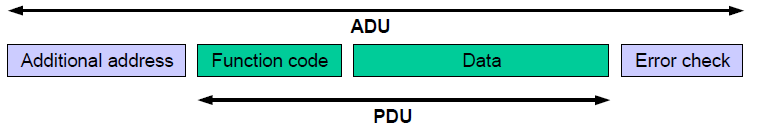 ADU
Additional address Function code Data Error check
PDU